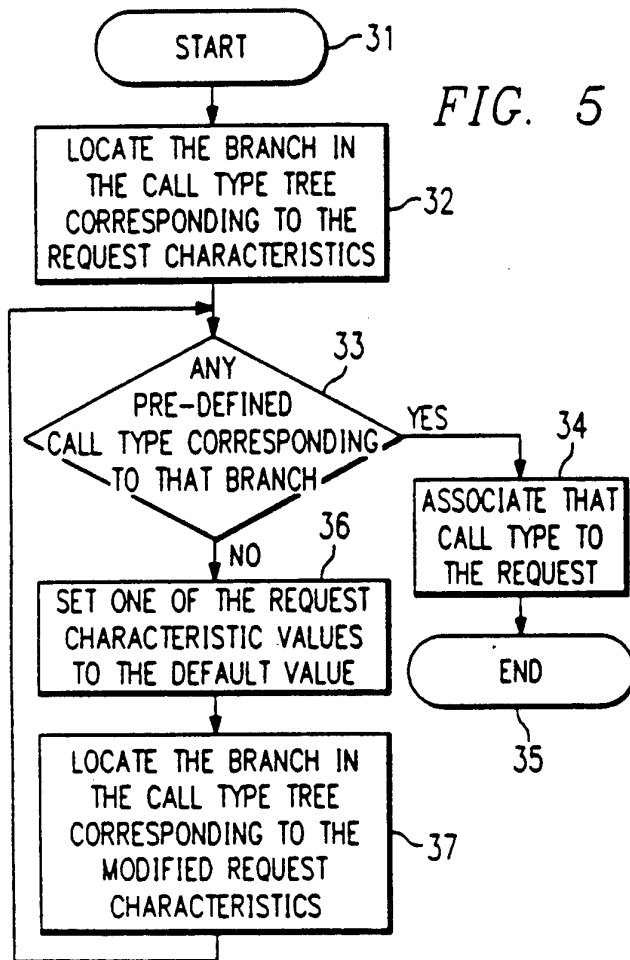 START
31
FIG. 5
LOCATE THE BRANCH IN
THE CALL TYPE TREE
CORRESPONDING TO THE
REQUEST CHARACTERISTICS
32
33
ANY
PRE-DEFINED
CALL TYPE CORRESPONDING
TO THAT BRANCH
YES
34
ASSOCIATE THAT
CALL TYPE TO
THE REQUEST
NO
36
SET ONE OF THE REQUEST
CHARACTERISTIC VALUES
TO THE DEFAULT VALUE
END
35
LOCATE THE BRANCH IN
THE CALL TYPE TREE
CORRESPONDING TO THE
MODIFIED REQUEST
CHARACTERISTICS
37